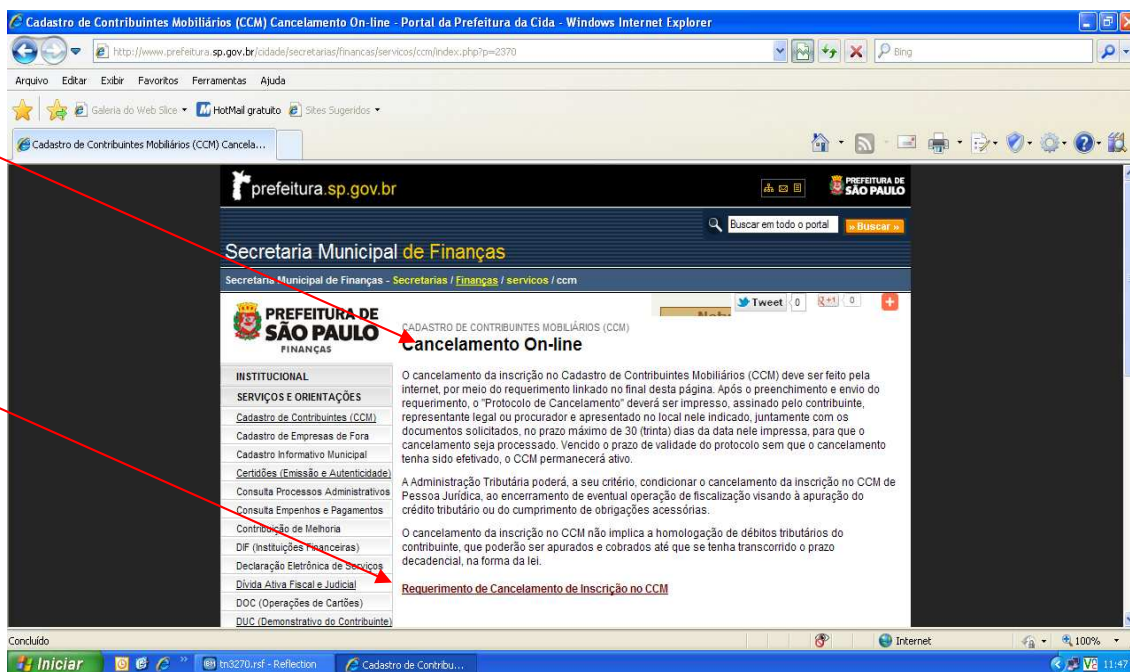 Cadastro de Contribuintes Mobiliários (CCM) Cancelamento On-line - Portal da Prefeitura da Cida - Windows Internet Explorer
http://www.prefeitura.sp.gov.br/cidade/secretarias/financas/servicos/ccm/index.php?p=2370
Bing
Arquivo Editar Exibir Favoritos Ferramentas Ajuda
Galeria do Web Slice HotMail gratuito Sites Sugeridos
Cadastro de Contribuintes Mobiliários (CCM) Cancela...
prefeitura.sp.gov.br
PREFEITURA DE
SÃO PAULO
Buscar em todo o portal
» Buscar »
Secretaria Municipal de Finanças
Secretaria Municipal de Finanças - Secretarias / Finanças / servicos / ccm
Tweet 0
+1 0
PREFEITURA DE
SÃO PAULO
FINANÇAS
INSTITUCIONAL
SERVIÇOS E ORIENTAÇÕES
Cadastro de Contribuintes (CCM)
Cadastro de Empresas de Fora
Cadastro Informativo Municipal
Certidões (Emissão e Autenticidade)
Consulta Processos Administrativos
Consulta Empenhos e Pagamentos
Contribuição de Melhoria
DIF (Instituições Financeiras)
Declaração Eletrônica de Serviços
Dívida Ativa Fiscal e Judicial
DOC (Operações de Cartões)
DUC (Demonstrativo do Contribuinte)
CADASTRO DE CONTRIBUINTES MOBILIÁRIOS (CCM)
Cancelamento On-line
O cancelamento da inscrição no Cadastro de Contribuintes Mobiliários (CCM) deve ser feito pela
internet, por meio do requerimento linkado no final desta página. Após o preenchimento e envio do
requerimento, o "Protocolo de Cancelamento" deverá ser impresso, assinado pelo contribuinte,
representante legal ou procurador e apresentado no local nele indicado, juntamente com os
documentos solicitados, no prazo máximo de 30 (trinta) dias da data nele impressa, para que o
cancelamento seja processado. Vencido o prazo de validade do protocolo sem que o cancelamento
tenha sido efetivado, o CCM permanecerá ativo.
A Administração Tributária poderá, a seu critério, condicionar o cancelamento da inscrição no CCM de
Pessoa Jurídica, ao encerramento de eventual operação de fiscalização visando à apuração do
crédito tributário ou do cumprimento de obrigações acessórias.
O cancelamento da inscrição no CCM não implica a homologação de débitos tributários do
contribuinte, que poderão ser apurados e cobrados até que se tenha transcorrido o prazo
decadencial, na forma da lei.
Requerimento de Cancelamento de Inscrição no CCM
Concluído
Internet
100%
Iniciar
tn3270.rsf - Reflection
Cadastro de Contribu...
11:47